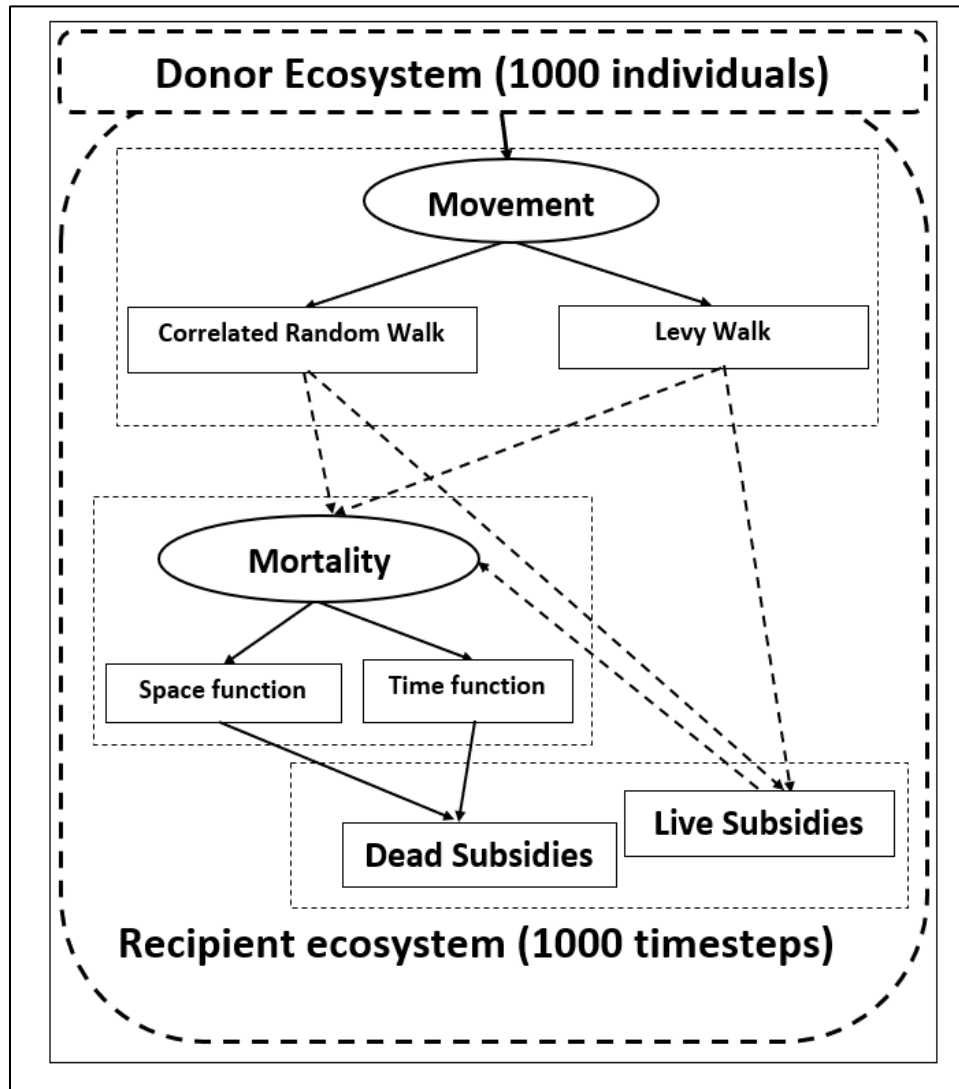 Donor Ecosystem (1000 individuals)
Movement
Correlated Random Walk
Levy Walk
Mortality
Space function
Time function
Live Subsidies
Dead Subsidies
Recipient ecosystem (1000 timesteps)